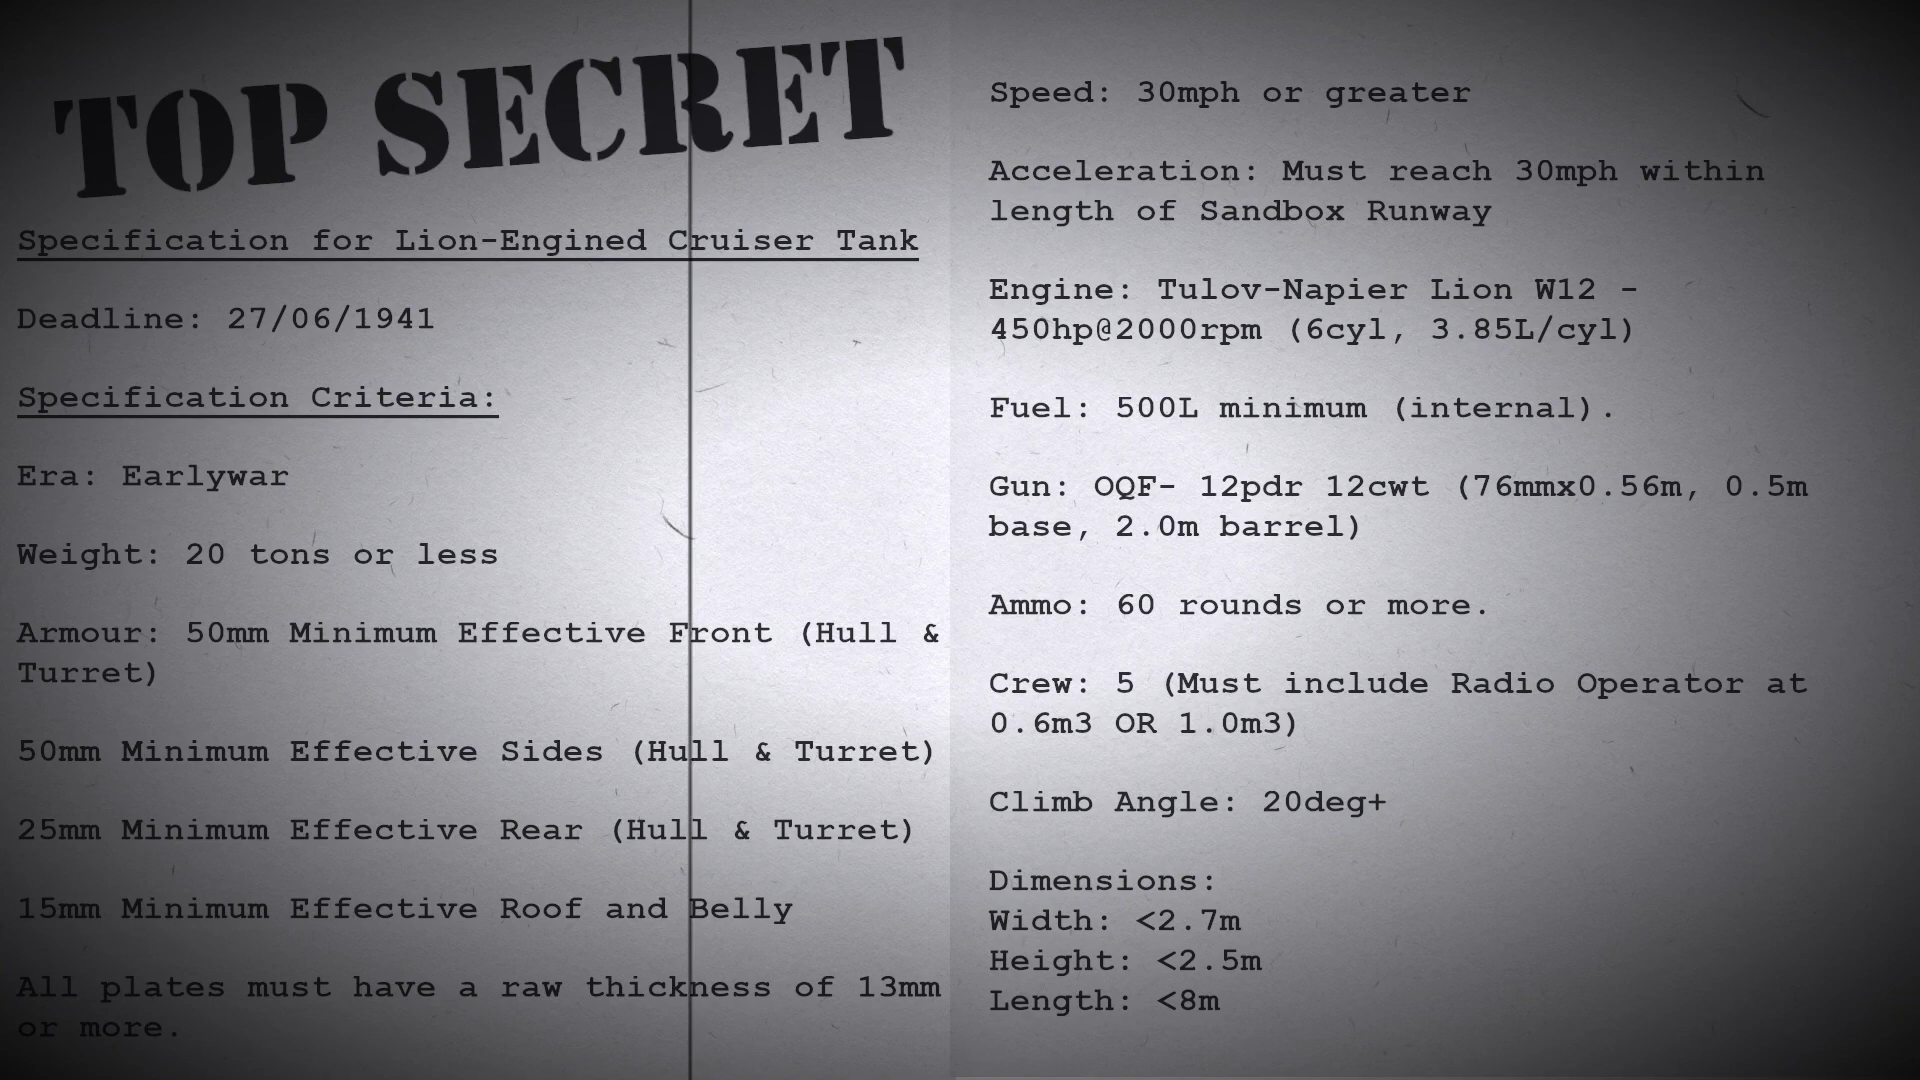 TOP SECRET
Specification for Lion-Engined Cruiser Tank
Deadline: 27/06/1941
Specification Criteria:
Era: Earlywar
Weight: 20 tons or less
Armour: 50mm Minimum Effective Front (Hull &
Turret)
50mm Minimum Effective Sides (Hull & Turret)
25mm Minimum Effective Rear (Hull & Turret)
15mm Minimum Effective Roof and Belly
All plates must have a raw thickness of 13mm
or more.
Speed: 30mph or greater
Acceleration: Must reach 30mph within
length of Sandbox Runway
Engine: Tulov-Napier Lion W12 -
450hp@2000rpm (6cyl, 3.85L/cyl)
Fuel: 500L minimum (internal).
Gun: OQF- 12pdr 12cwt (76mmx0.56m, 0.5m
base, 2.0m barrel)
Ammo: 60 rounds or more.
Crew: 5 (Must include Radio Operator at
0.6m3 OR 1.0m3)
Climb Angle: 20deg+
Dimensions:
Width: <2.7m
Height: <2.5m
Length: <8m